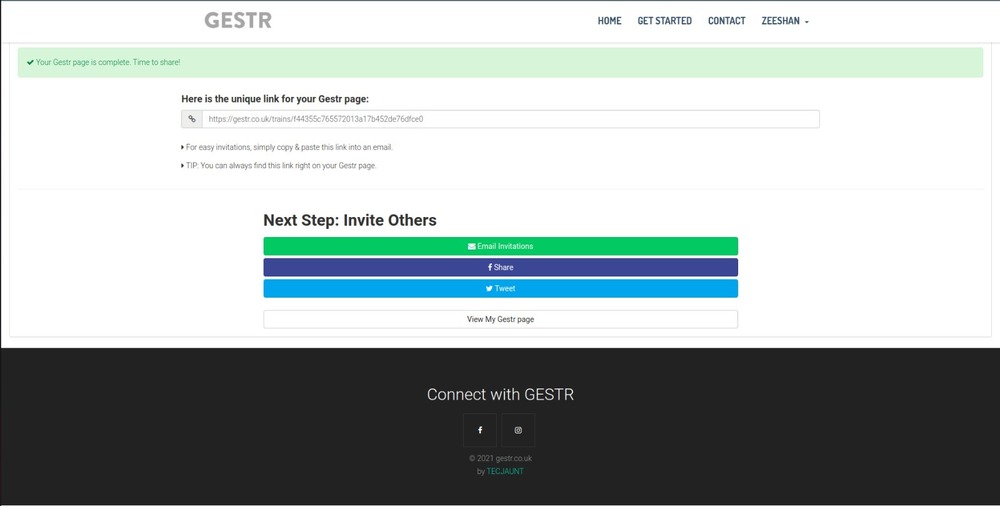 GESTR
HOME GET STARTED CONTACT ZEESHAN
Your Gestr page is complete. Time to share!
Here is the unique link for your Gestr page:
https://gestr.co.uk/trains/f44355c765572013a17b452de76dfce0
For easy invitations, simply copy & paste this link into an email.
TIP: You can always find this link right on your Gestr page.
Next Step: Invite Others
Email Invitations
Share
Tweet
View My Gestr page
Connect with GESTR
© 2021 gestr.co.uk
by TECJAUNT